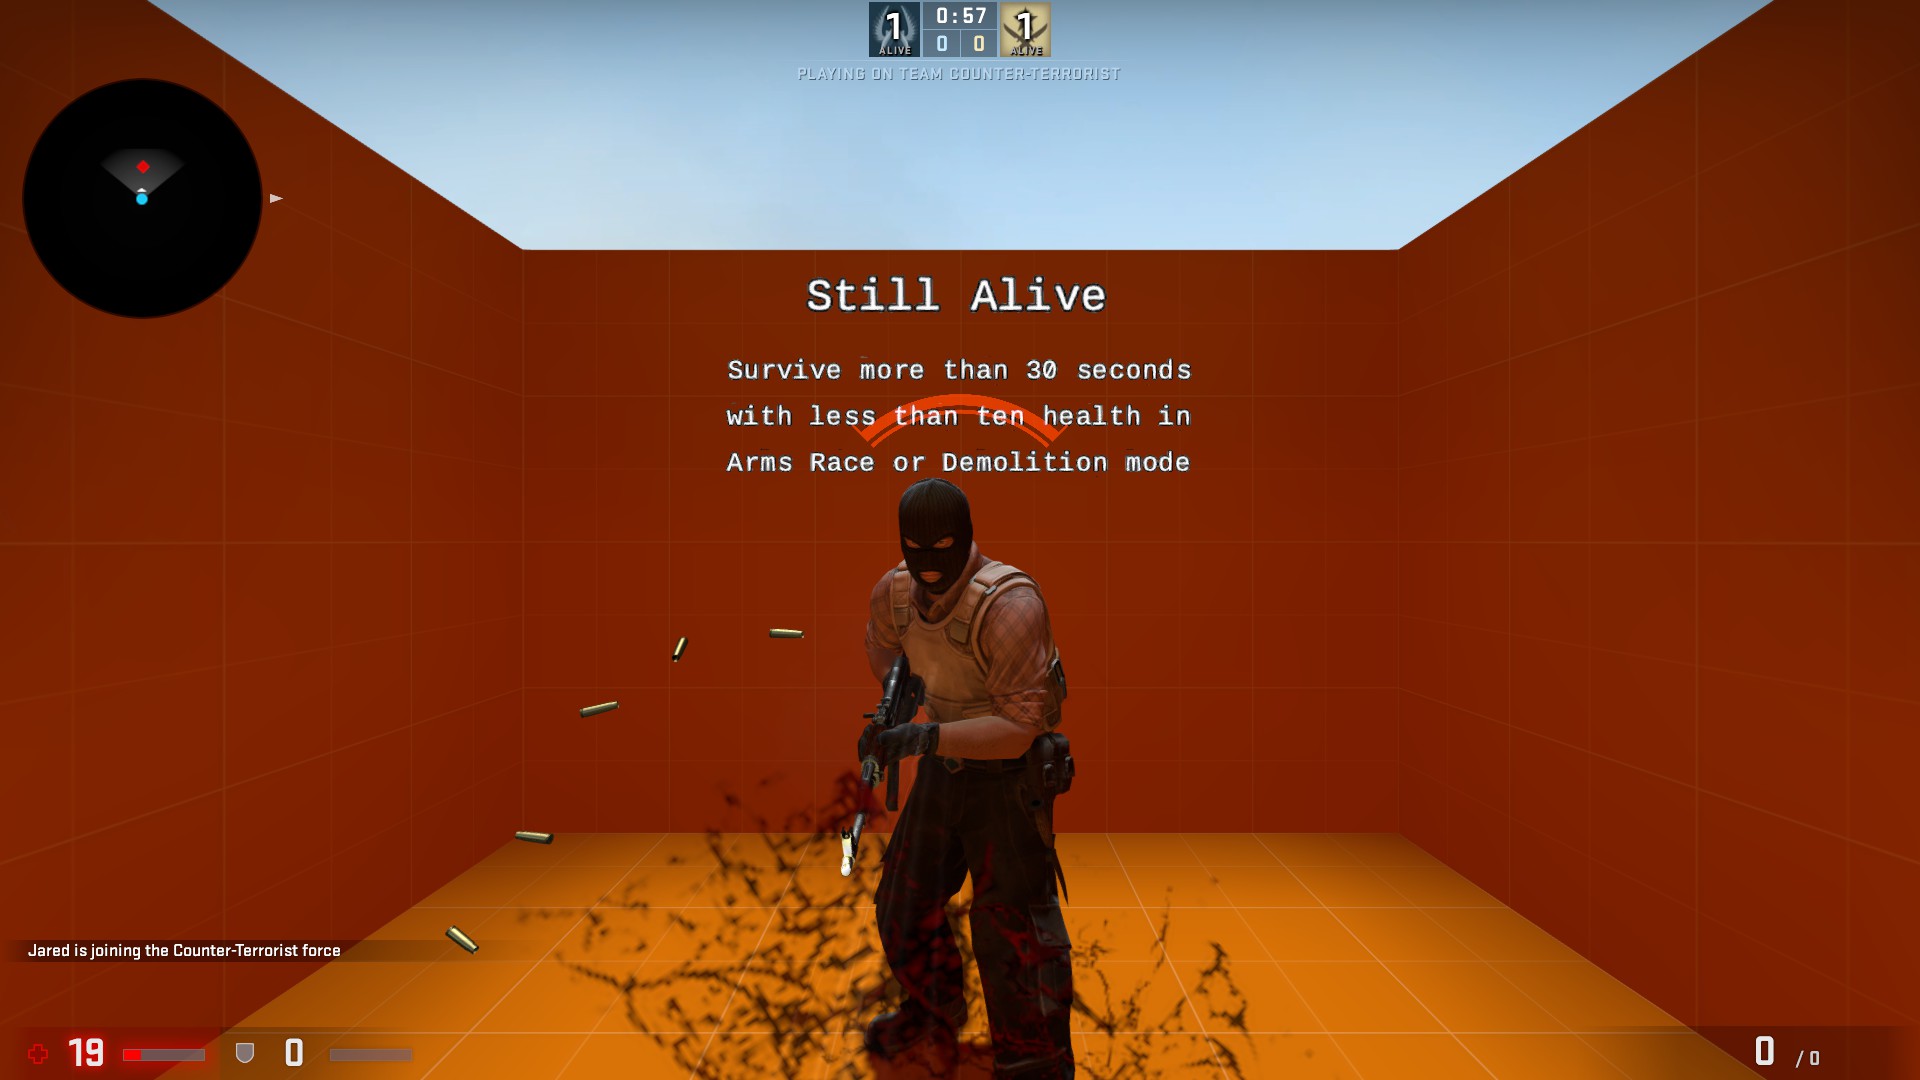 1
ALIVE
0:57
0 0
1
ALIVE
PLAYING ON TEAM COUNTER-TERRORIST
Still Alive
Survive more than 30 seconds
with less than ten health in
Arms Race or Demolition mode
Jared is joining the Counter-Terrorist force
19
0
0 / 0